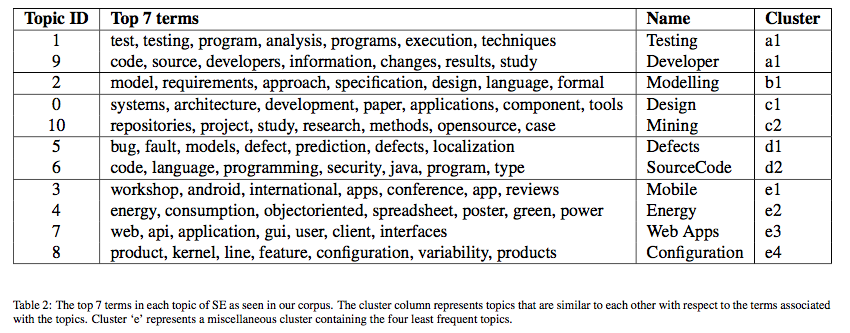 Topic ID Top 7 terms Name Cluster
1 test, testing, program, analysis, programs, execution, techniques Testing a1
9 code, source, developers, information, changes, results, study Developer a1
2 model, requirements, approach, specification, design, language, formal Modelling b1
0 systems, architecture, development, paper, applications, component, tools Design c1
10 repositories, project, study, research, methods, opensource, case Mining c2
5 bug, fault, models, defect, prediction, defects, localization Defects d1
6 code, language, programming, security, java, program, type SourceCode d2
3 workshop, android, international, apps, conference, app, reviews Mobile e1
4 energy, consumption, objectoriented, spreadsheet, poster, green, power Energy e2
7 web, api, application, gui, user, client, interfaces Web Apps e3
8 product, kernel, line, feature, configuration, variability, products Configuration e4
Table 2: The top 7 terms in each topic of SE as seen in our corpus. The cluster column represents topics that are similar to each other with respect to the terms associated
with the topics. Cluster ‘e’ represents a miscellaneous cluster containing the four least frequent topics.